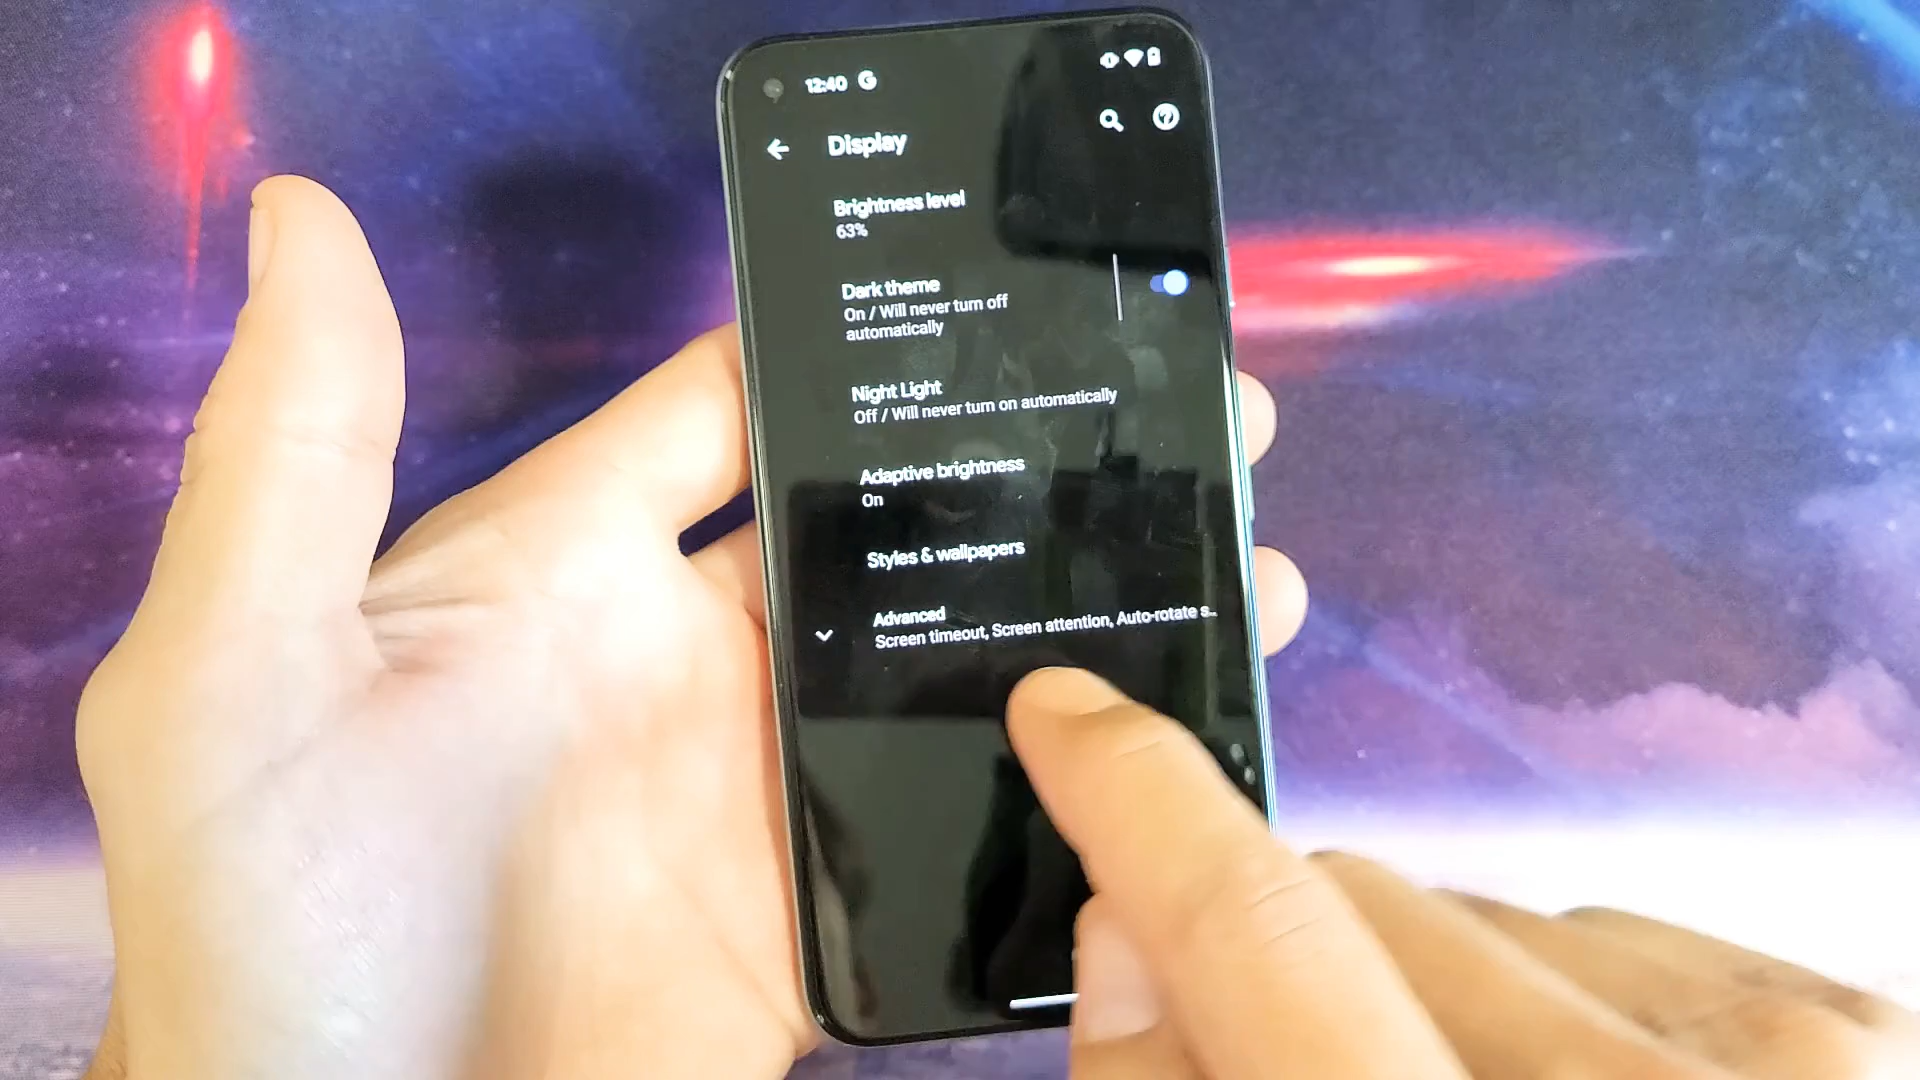 12:40 G
Display
Brightness level
63%
Dark theme
On / Will never turn off
automatically
Night Light
Off / Will never turn on automatically
Adaptive brightness
On
Styles & wallpapers
Advanced
Screen timeout, Screen attention, Auto-rotate s..